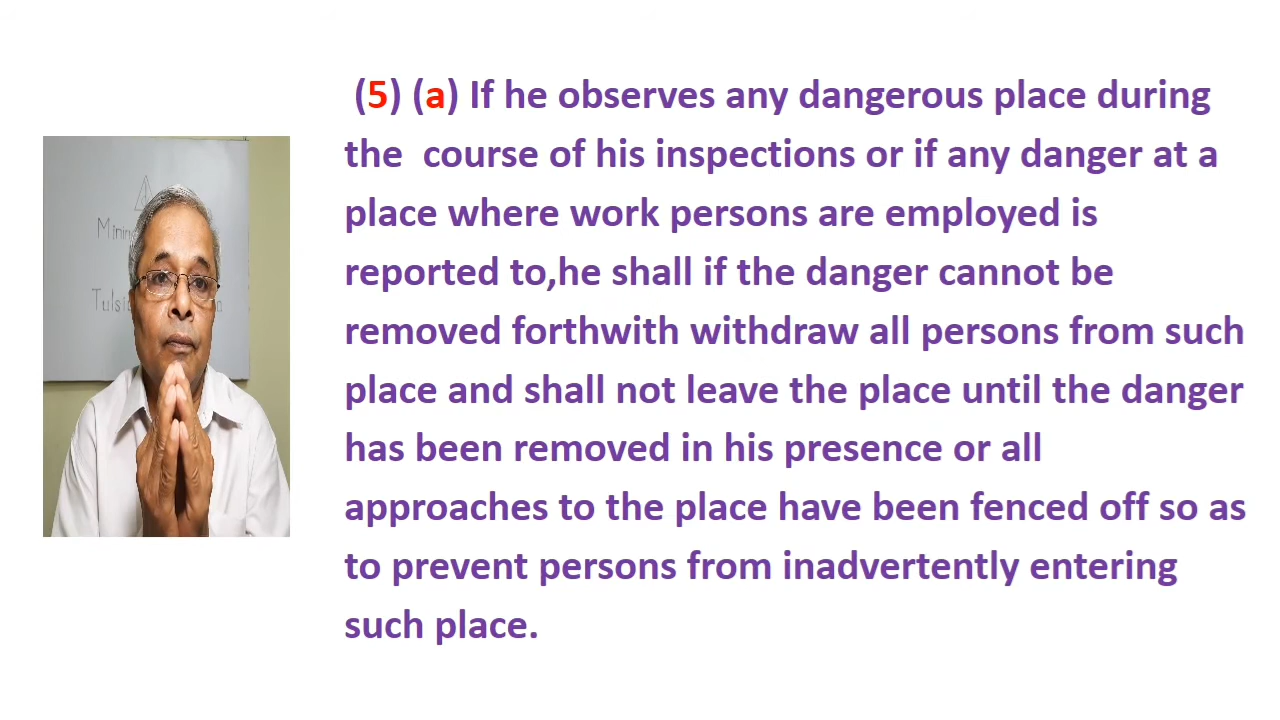 (5) (a) If he observes any dangerous place during
the  course of his inspections or if any danger at a
place where work persons are employed is
reported to,he shall if the danger cannot be
removed forthwith withdraw all persons from such
place and shall not leave the place until the danger
has been removed in his presence or all
approaches to the place have been fenced off so as
to prevent persons from inadvertently entering
such place.